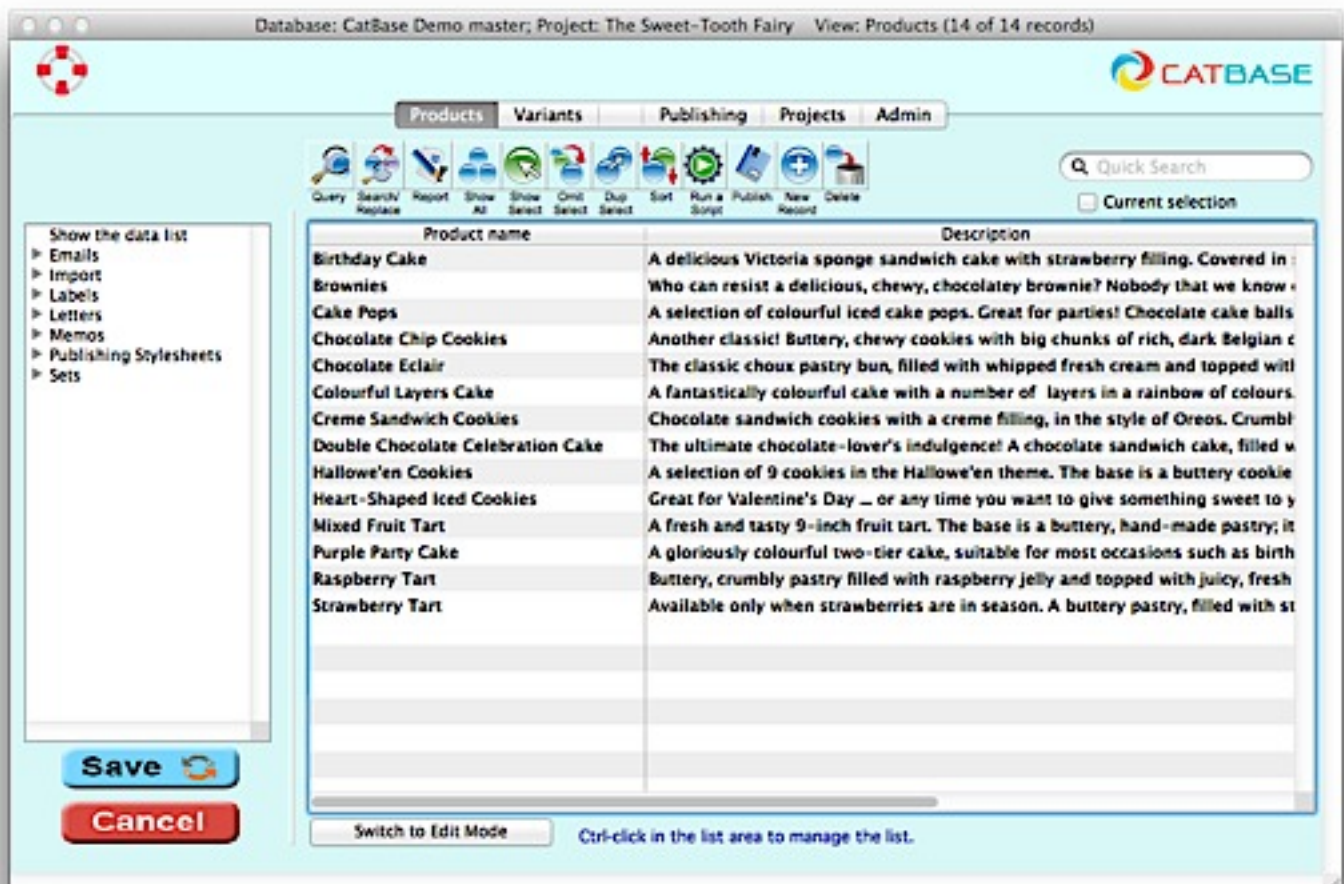 Database: CatBase Demo master; Project: The Sweet-Tooth Fairy View: Products (14 of 14 records)
CATBASE
Products Variants Publishing Projects Admin
Query Search/Replace Report Show All Show Select Omit Select Dup Select Sort Run a Script Publish New Record Delete
Quick Search
Current selection
Show the data list
Emails
Import
Labels
Letters
Memos
Publishing Stylesheets
Sets
Product name Description
Birthday Cake A delicious Victoria sponge sandwich cake with strawberry filling. Covered in
Brownies Who can resist a delicious, chewy, chocolatey brownie? Nobody that we know
Cake Pops A selection of colourful iced cake pops. Great for parties! Chocolate cake balls
Chocolate Chip Cookies Another classic! Buttery, chewy cookies with big chunks of rich, dark Belgian
Chocolate Eclair The classic choux pastry bun, filled with whipped fresh cream and topped
Colourful Layers Cake A fantastically colourful cake with a number of layers in a rainbow of colours.
Creme Sandwich Cookies Chocolate sandwich cookies with a creme filling, in the style of Oreos. Crumbl
Double Chocolate Celebration Cake The ultimate chocolate-lover's indulgence! A chocolate sandwich cake, filled
Hallowe'en Cookies A selection of 9 cookies in the Hallowe'en theme. The base is a buttery cookie
Heart-Shaped Iced Cookies Great for Valentine's Day ... or any time you want to give something sweet to y
Mixed Fruit Tart A fresh and tasty 9-inch fruit tart. The base is a buttery, hand-made pastry; it
Purple Party Cake A gloriously colourful two-tier cake, suitable for most occasions such as birth
Raspberry Tart Buttery, crumbly pastry filled with raspberry jelly and topped with juicy, fresh
Strawberry Tart Available only when strawberries are in season. A buttery pastry, filled with st
Save
Cancel
Switch to Edit Mode
Ctrl-click in the list area to manage the list.